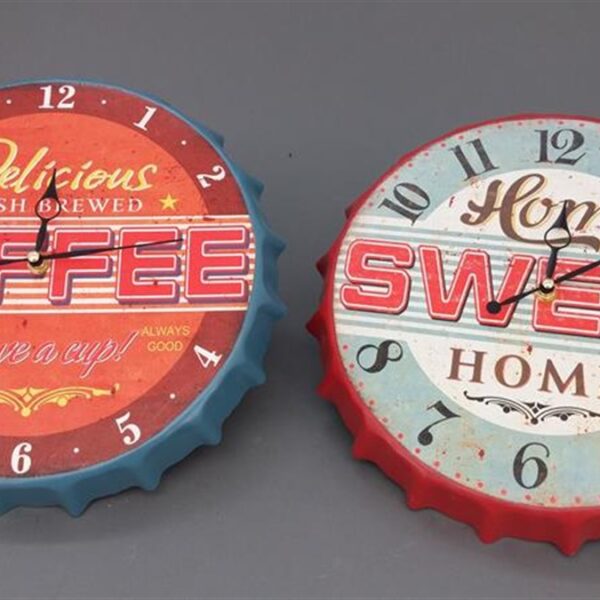 12
1
2
Delicious
SH BREWED
FFEE
ve a cup!
ALWAYS
GOOD
4
5
6
12
11
10
Hom
SWE
HOM
8
7
6